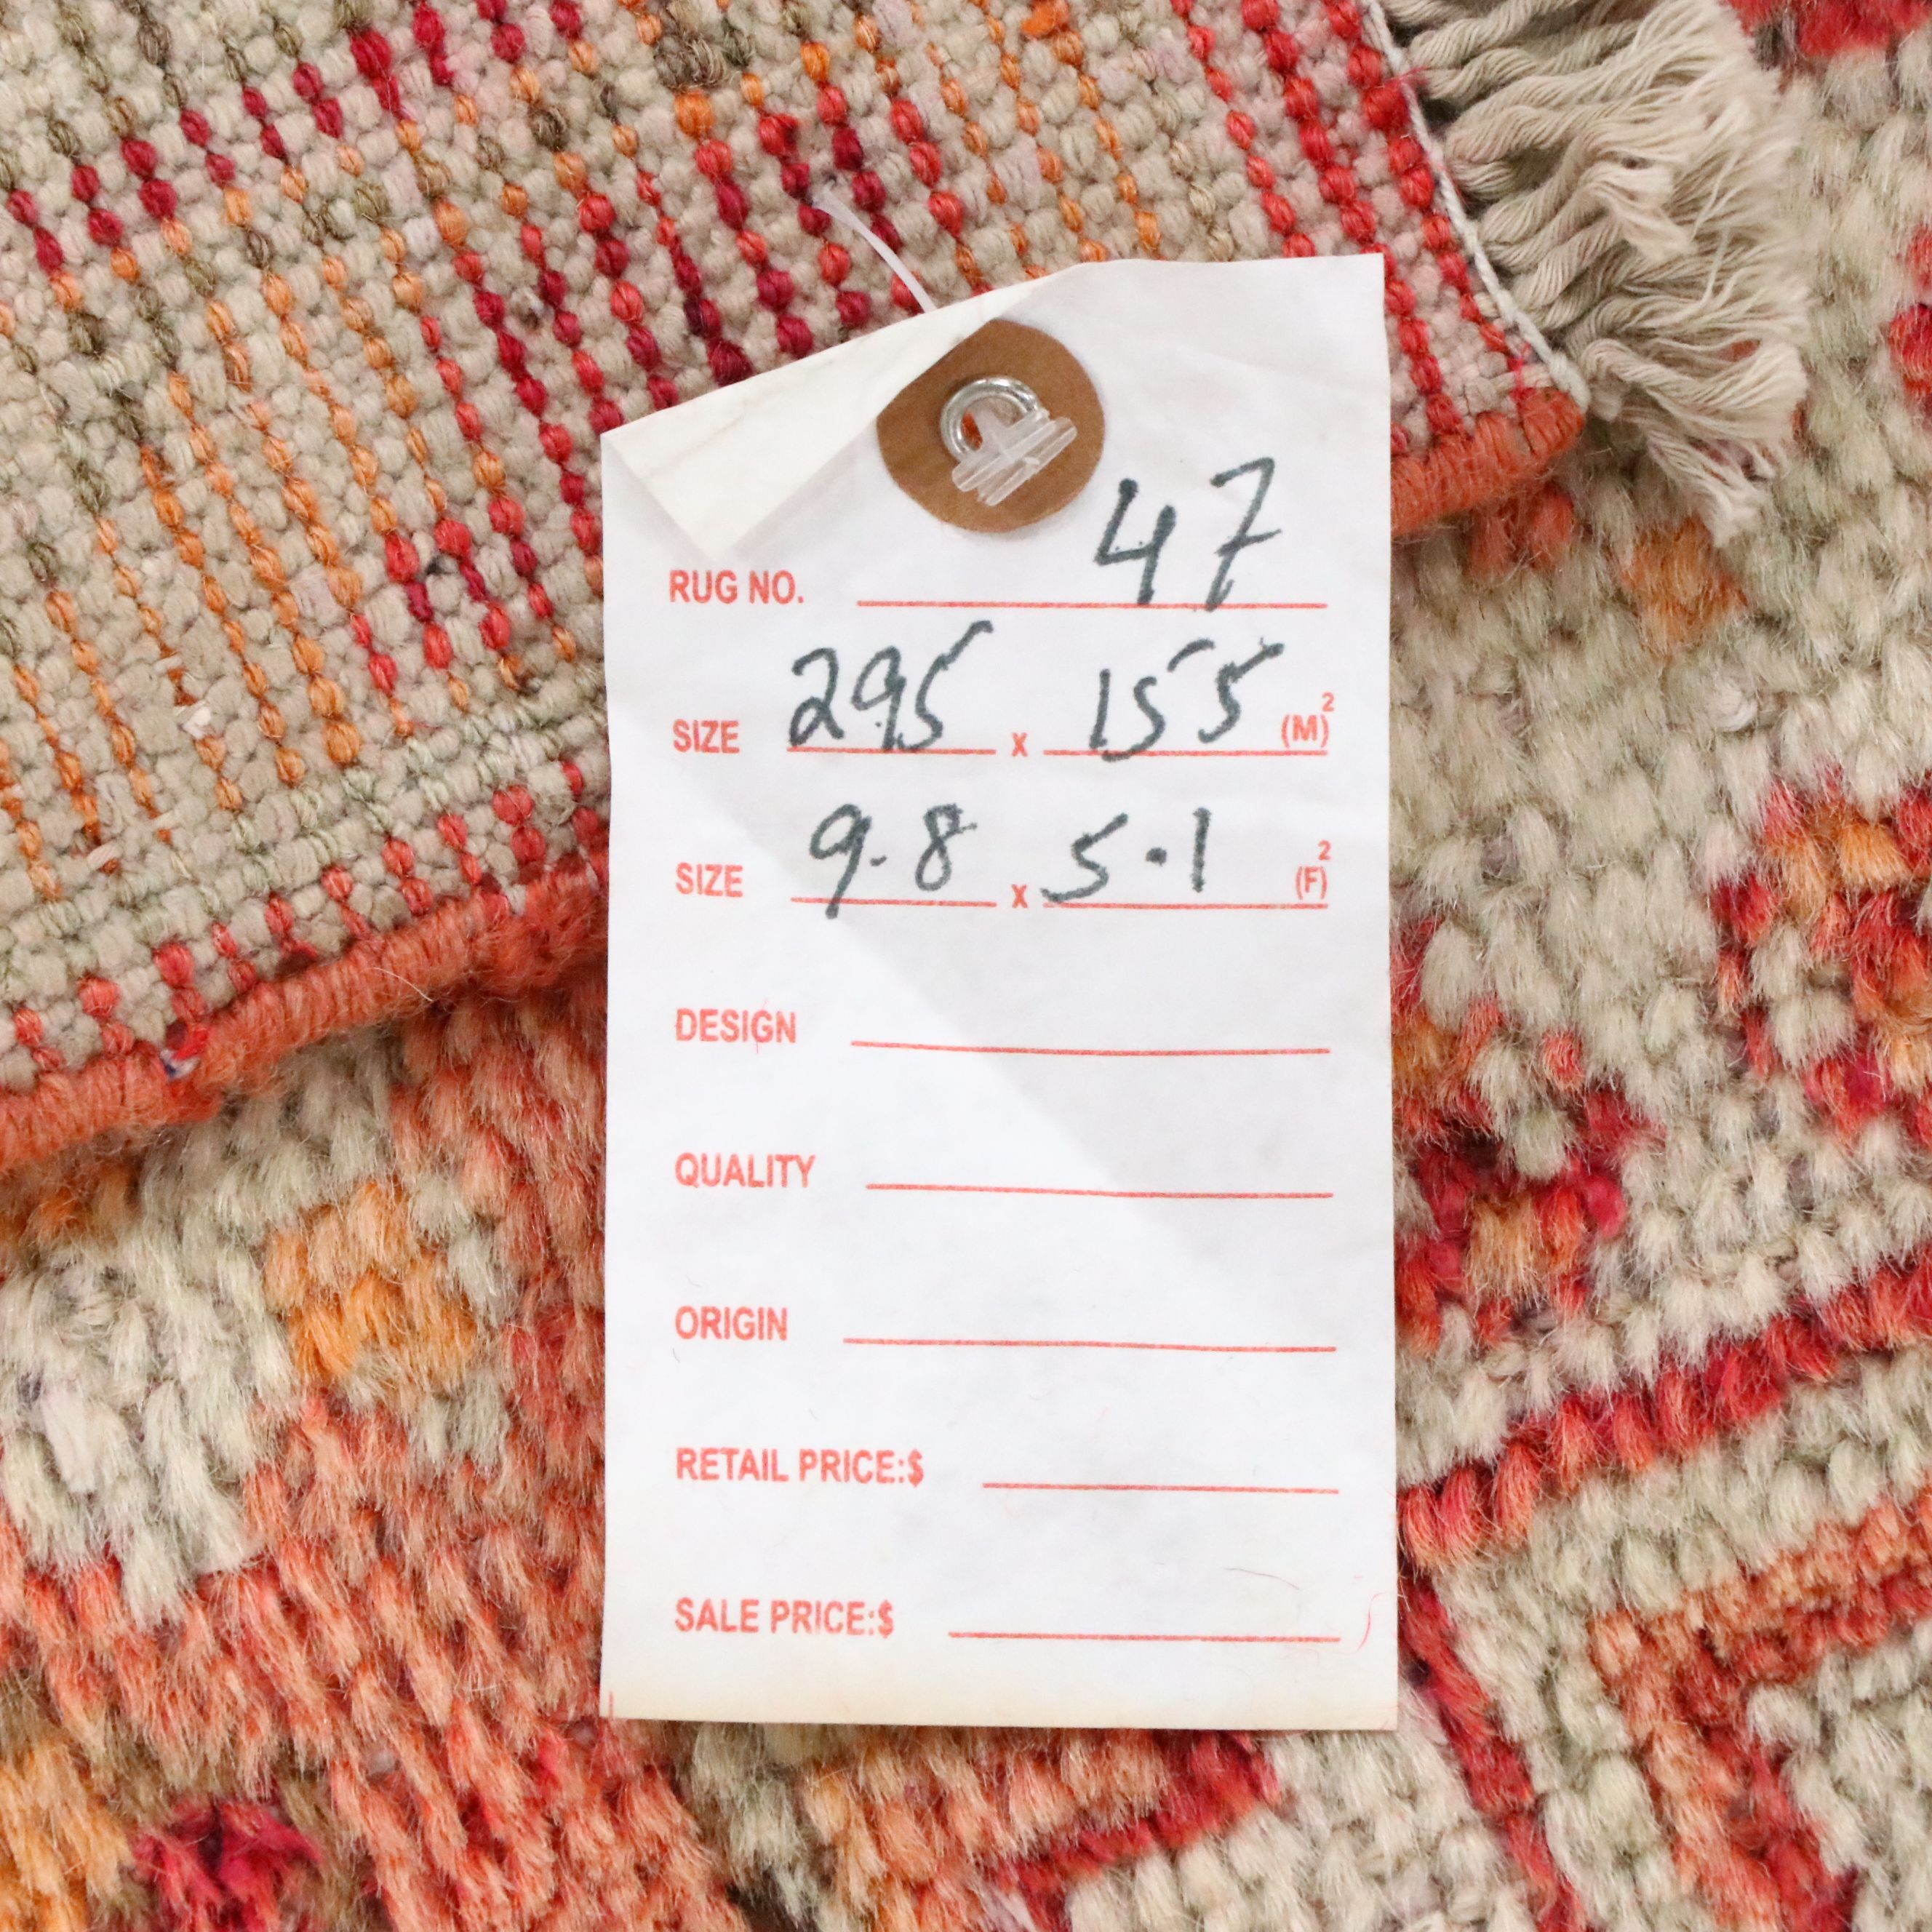 RUG NO. 47
SIZE 295 x 155 (M)²
SIZE 9.8 x 5.1 (F)²
DESIGN
QUALITY
ORIGIN
RETAIL PRICE:$
SALE PRICE:$